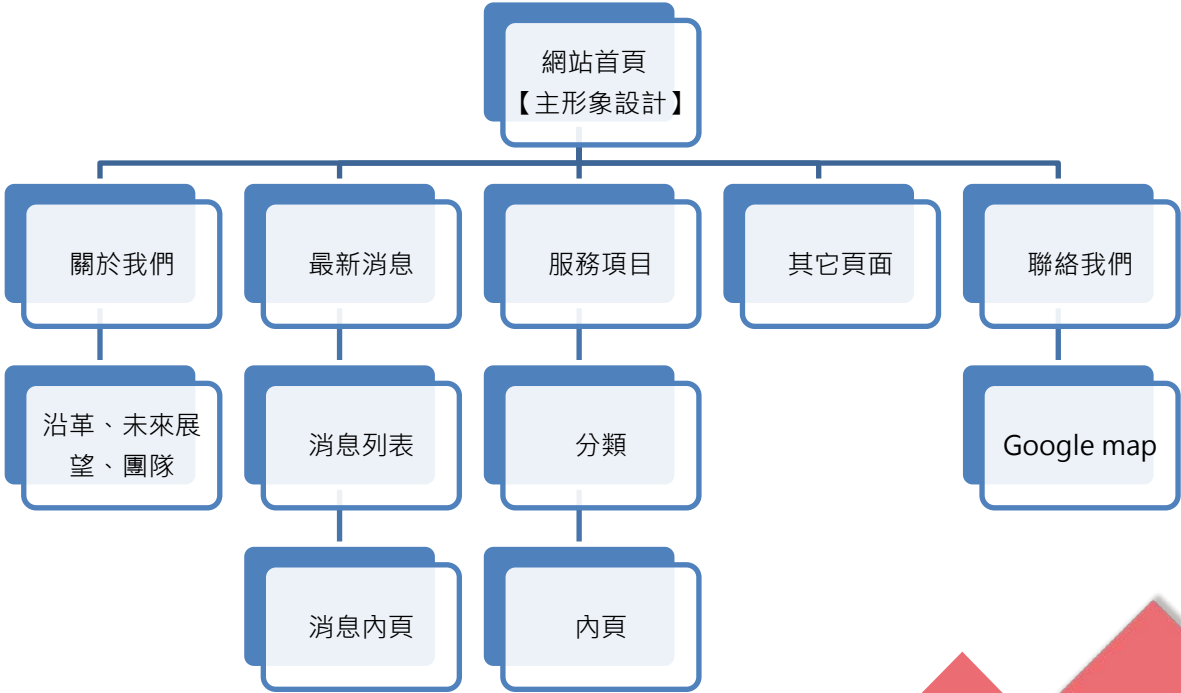 網站首頁
【主形象設計】
關於我們
最新消息
服務項目
其它頁面
聯絡我們
沿革、未來展
望、團隊
消息列表
分類
Google map
消息內頁
內頁